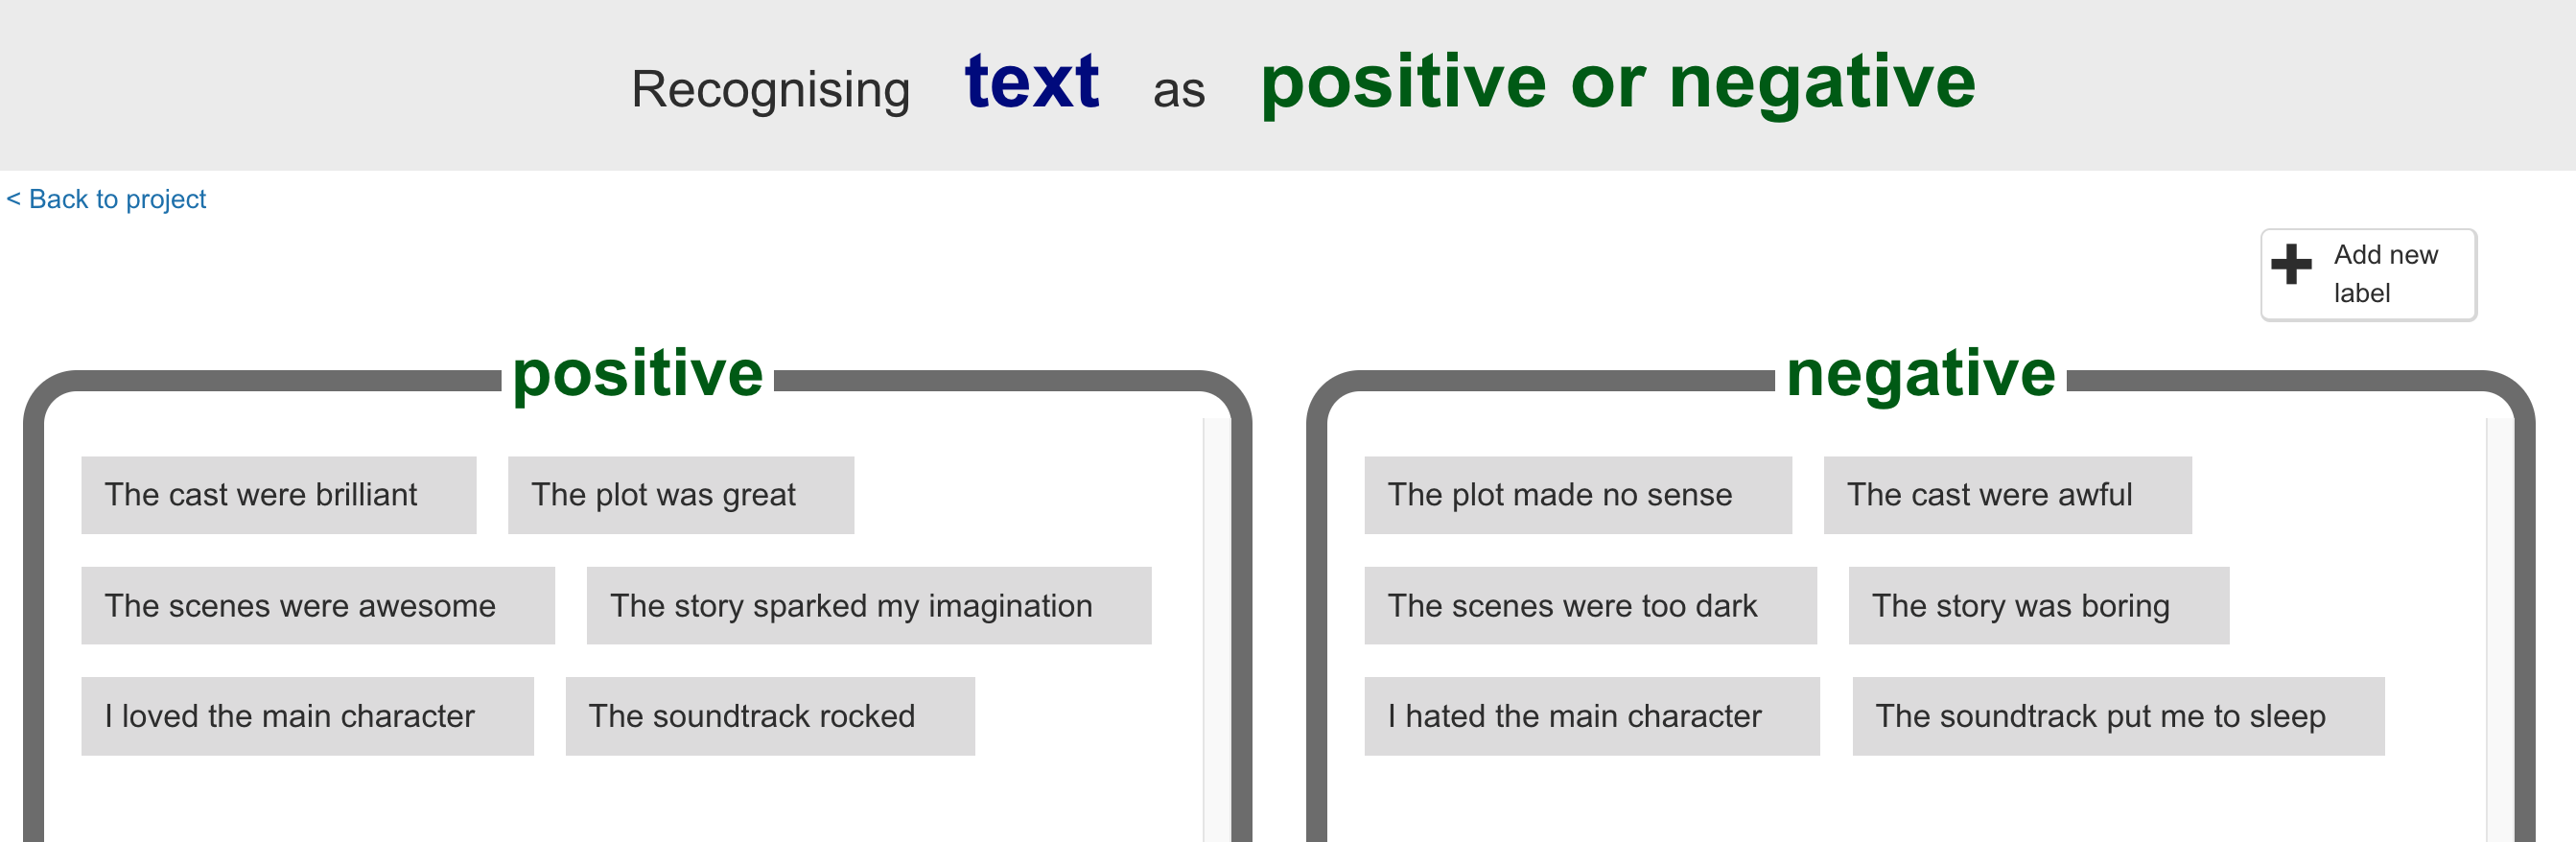 Recognising text as positive or negative
< Back to project
Add new
label
positive
The cast were brilliant
The plot was great
The scenes were awesome
The story sparked my imagination
I loved the main character
The soundtrack rocked
negative
The plot made no sense
The cast were awful
The scenes were too dark
The story was boring
I hated the main character
The soundtrack put me to sleep